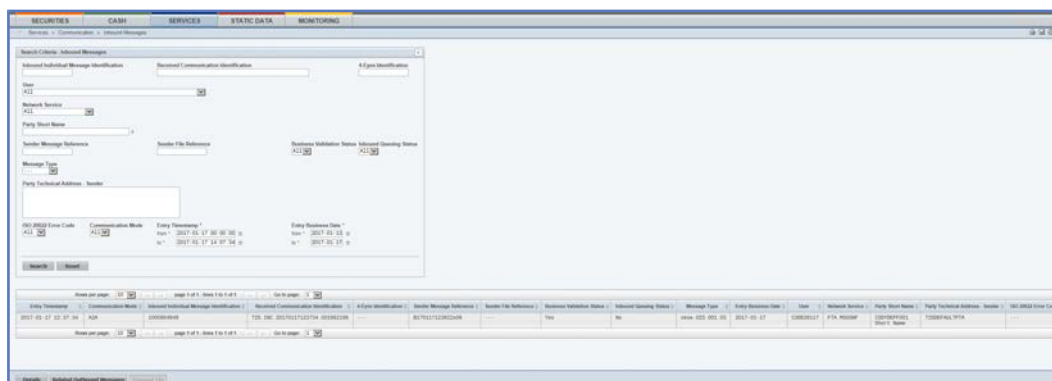 SECURITIES CASH SERVICES STATIC DATA MONITORING
Services » Communication » Inbound Messages
Search Criteria - Inbound Messages
Inbound Individual Message Identification Received Communication Identification 4-Eyes Identification
User
All
Network Service
All
Party Short Name
Sender Message Reference Sender File Reference Business Validation Status Inbound Queuing Status
All All
Message Type
---
Party Technical Address - Sender
ISO 20022 Error Code Communication Mode Entry Timestamp * Entry Business Date *
All All from * 2017-01-17 00 00 00 from * 2017-01-13
to * 2017-01-17 14 07 34 to * 2017-01-17
Search Reset
Rows per page: 10 page 1 of 1 - rows 1 to 1 of 1 Go to page: 1
Entry Timestamp Communication Mode Inbound Individual Message Identification Received Communication Identification 4-Eyes Identification Sender Message Reference Sender File Reference Business Validation Status Inbound Queuing Status Message Type Entry Business Date User Network Service Party Short Name Party Technical Address - Sender ISO 20022 Error Co
2017-01-17 A2A --- --- Yes No 2017-01-17 ---
Short Name
Rows per page: 10 page 1 of 1 - rows 1 to 1 of 1 Go to page: 1
Details Related Outbound Messages